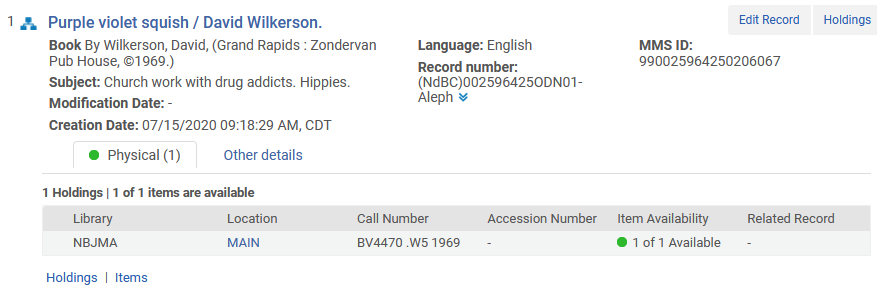 1 Purple violet squish / David Wilkerson. Edit Record Holdings
Book By Wilkerson, David, (Grand Rapids : Zondervan
Pub House, ©1969.)
Subject: Church work with drug addicts. Hippies.
Modification Date: -
Creation Date: 07/15/2020 09:18:29 AM, CDT
Language: English
Record number:
(NdBC)002596425ODN01-
Aleph
MMS ID:
990025964250206067
Physical (1) Other details
1 Holdings | 1 of 1 items are available
Library Location Call Number Accession Number Item Availability Related Record
NBJMA MAIN BV4470 .W5 1969 - 1 of 1 Available -
Holdings | Items